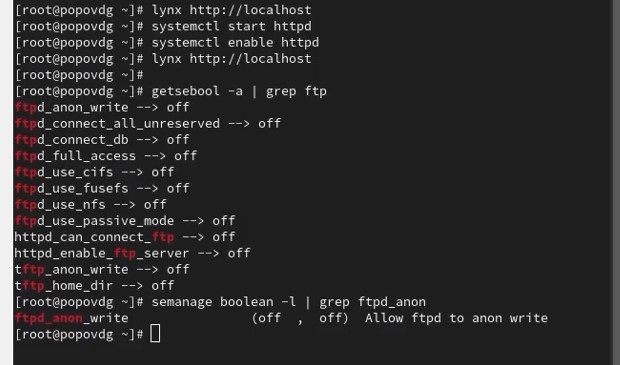 [root@popovdg ~]# lynx http://localhost
[root@popovdg ~]# systemctl start httpd
[root@popovdg ~]# systemctl enable httpd
[root@popovdg ~]# lynx http://localhost
[root@popovdg ~]#
[root@popovdg ~]# getsebool -a | grep ftp
ftpd_anon_write --> off
ftpd_connect_all_unreserved --> off
ftpd_connect_db --> off
ftpd_full_access --> off
ftpd_use_cifs --> off
ftpd_use_fusefs --> off
ftpd_use_nfs --> off
ftpd_use_passive_mode --> off
httpd_can_connect_ftp --> off
httpd_enable_ftp_server --> off
tftp_anon_write --> off
tftp_home_dir --> off
[root@popovdg ~]# semanage boolean -l | grep ftpd_anon
ftpd_anon_write                (off  ,  off)  Allow ftpd to anon write
[root@popovdg ~]#